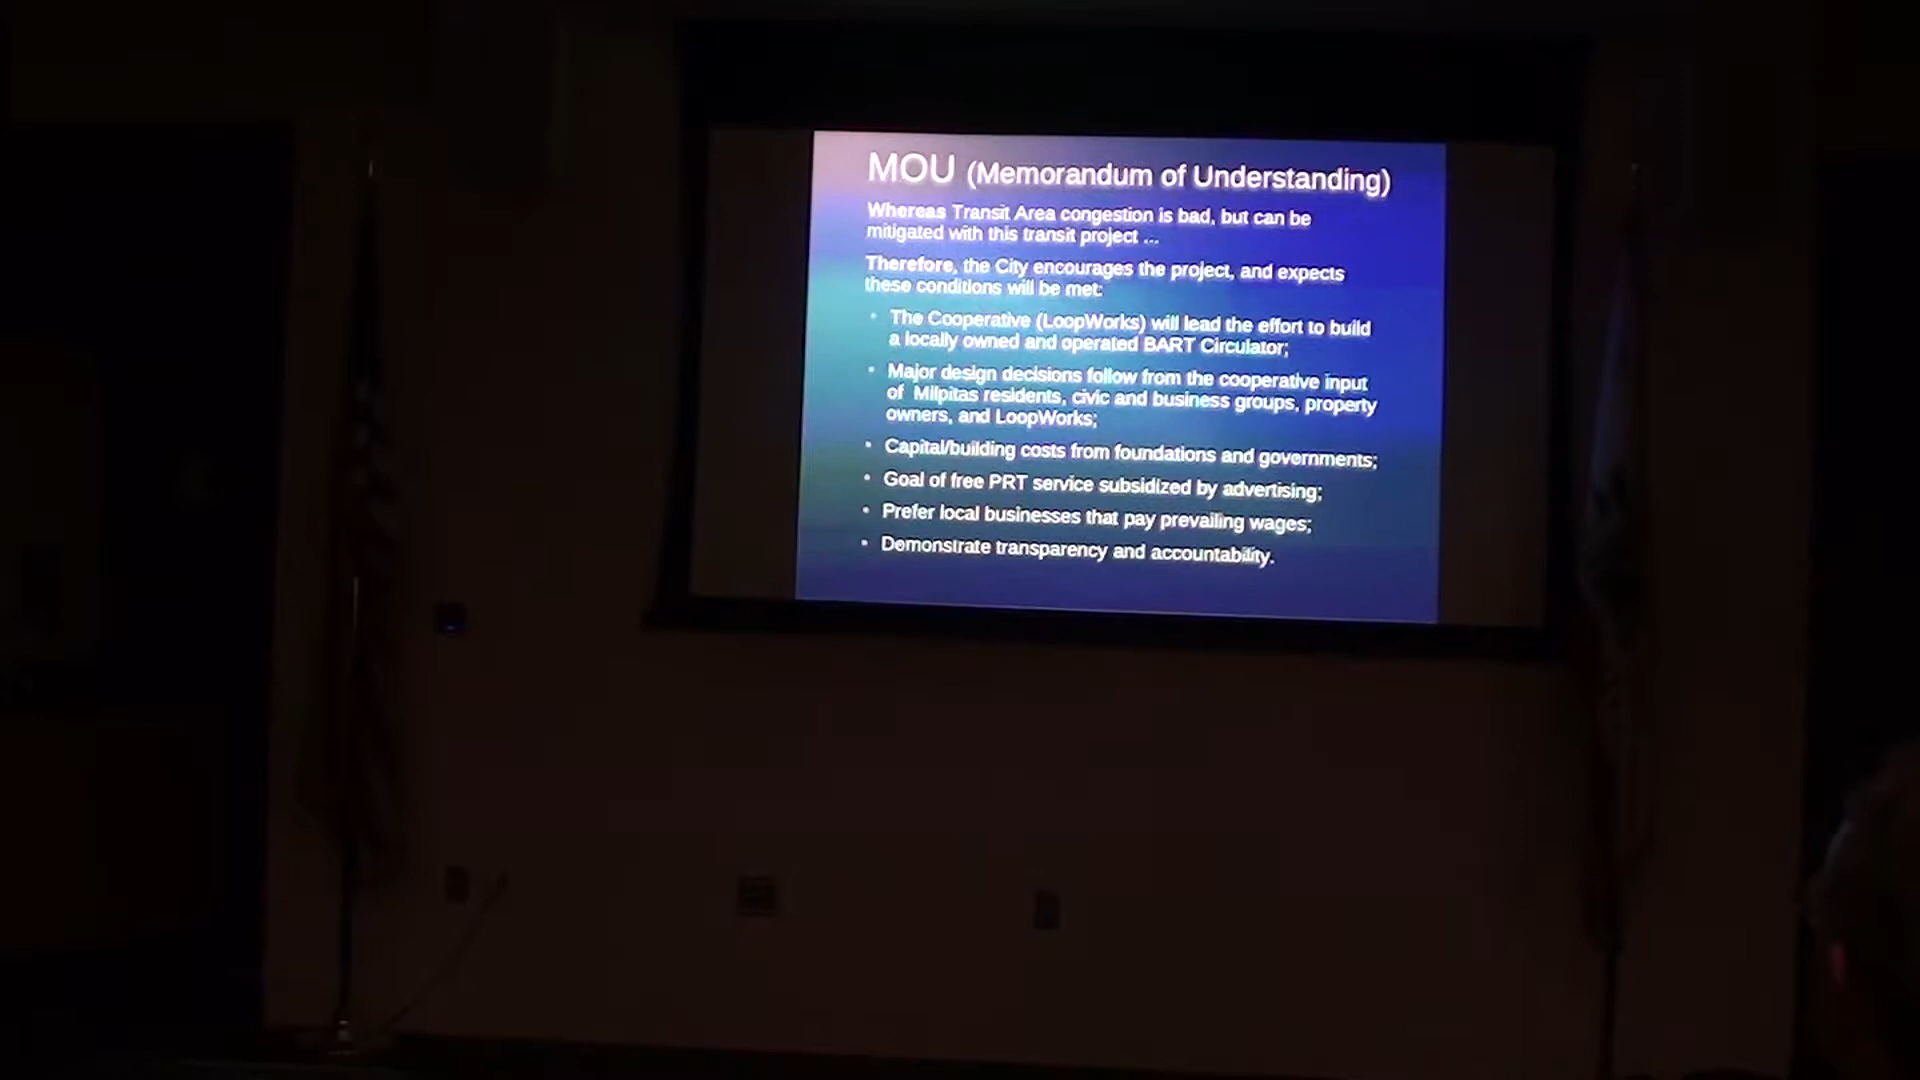 MOU (Memorandum of Understanding)
Whereas Transit Area congestion is bad, but can be
mitigated with this transit project ...
Therefore, the City encourages the project, and expects
these conditions will be met:
• The Cooperative (LoopWorks) will lead the effort to build
a locally owned and operated BART Circulator;
• Major design decisions follow from the cooperative input
of Milpitas residents, civic and business groups, property
owners, and LoopWorks;
• Capital/building costs from foundations and governments;
• Goal of free PRT service subsidized by advertising;
• Prefer local businesses that pay prevailing wages;
• Demonstrate transparency and accountability.